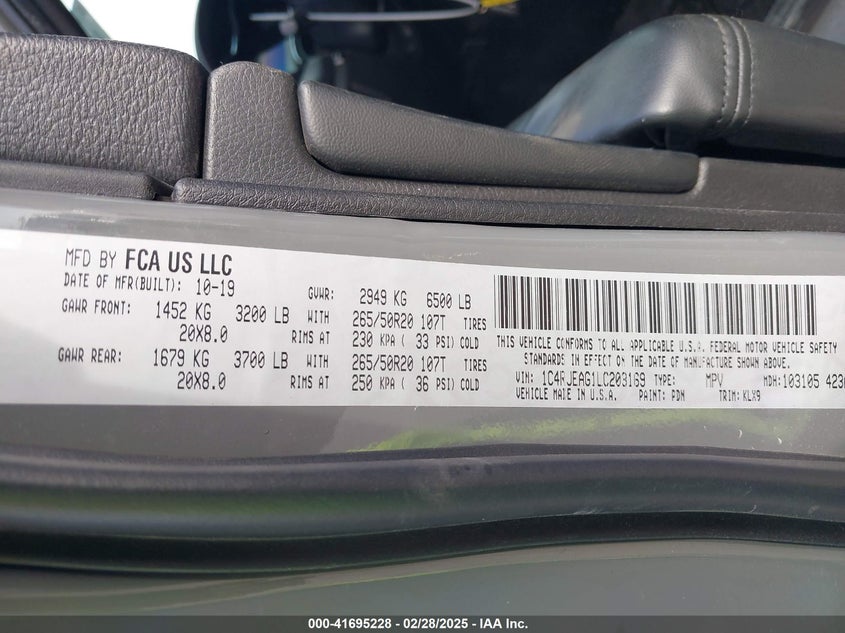 MFD BY FCA US LLC
DATE OF MFR(BUILT): 10-19 GVWR: 2949 KG 6500 LB
GAWR FRONT: 1452 KG 3200 LB WITH 265/50R20 107T TIRES
20X8.0 RIMS AT 230 KPA ( 33 PSI) COLD
GAWR REAR: 1679 KG 3700 LB WITH 265/50R20 107T TIRES
20X8.0 RIMS AT 250 KPA ( 36 PSI) COLD
THIS VEHICLE CONFORMS TO ALL APPLICABLE U.S.A. FEDERAL MOTOR VEHICLE SAFETY
STANDARDS IN EFFECT ON THE DATE OF MANUFACTURE SHOWN ABOVE.
VIN: 1C4RJEAG1LC203169 TYPE: MPV MDH: 103105 423
VEHICLE MADE IN U.S.A. PAINT: PDN TRIM: KLX9
000-41695228 - 02/28/2025 - IAA Inc.